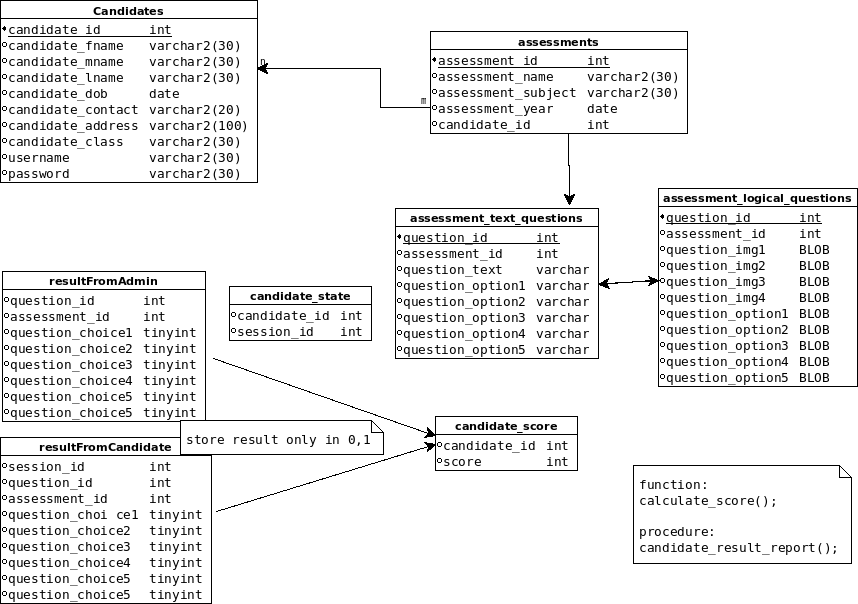 Candidates
candidate_id int
candidate_fname varchar2(30)
candidate_mname varchar2(30)
candidate_lname varchar2(30)
candidate_dob date
candidate_contact varchar2(20)
candidate_address varchar2(100)
candidate_class varchar2(30)
username varchar2(30)
password varchar2(30)
n
m
assessments
assessment_id int
assessment_name varchar2(30)
assessment_subject varchar2(30)
assessment_year date
candidate_id int
assessment_text_questions
question_id int
assessment_id int
question_text varchar
question_option1 varchar
question_option2 varchar
question_option3 varchar
question_option4 varchar
question_option5 varchar
assessment_logical_questions
question_id int
assessment_id int
question_img1 BLOB
question_img2 BLOB
question_img3 BLOB
question_img4 BLOB
question_option1 BLOB
question_option2 BLOB
question_option3 BLOB
question_option4 BLOB
question_option5 BLOB
resultFromAdmin
question_id int
assessment_id int
question_choice1 tinyint
question_choice2 tinyint
question_choice3 tinyint
question_choice4 tinyint
question_choice5 tinyint
question_choice5 tinyint
candidate_state
candidate_id int
session_id int
store result only in 0,1
resultFromCandidate
session_id int
question_id int
assessment_id int
question_choi ce1 tinyint
question_choice2 tinyint
question_choice3 tinyint
question_choice4 tinyint
question_choice5 tinyint
question_choice5 tinyint
candidate_score
candidate_id int
score int
function:
calculate_score();
procedure:
candidate_result_report();